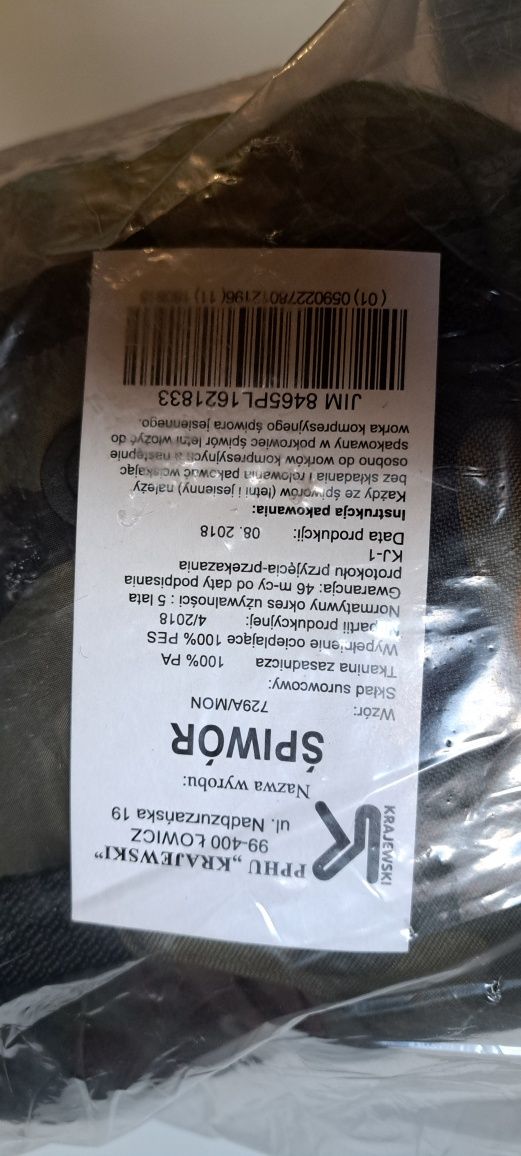 KRAJEWSKI
PPHU „KRAJEWSKI”
99-400 ŁOWICZ
ul. Nadbzurzańska 19
Nazwa wyrobu:
ŚPIWÓR
Wzór: 729A/MON
Skład surowcowy:
Tkanina zasadnicza 100% PA
Wypełnienie ocieplające 100% PES
partii produkcyjnej: 4/2018
Normatywny okres używalności : 5 lata
Gwarancja: 46 m-cy od daty podpisania
protokołu przyjęcia-przekazania
KJ-1
Data produkcji: 08. 2018
Instrukcja pakowania:
Każdy ze śpiworów (letni i jesienny) należy
bez składania i rolowania pakować wciskając
osobno do worków kompresyjnych a następnie
spakowany w pokrowiec śpiwór letni włożyć do
worka kompresyjnego śpiwora jesiennego.
JIM 8465PL1621833